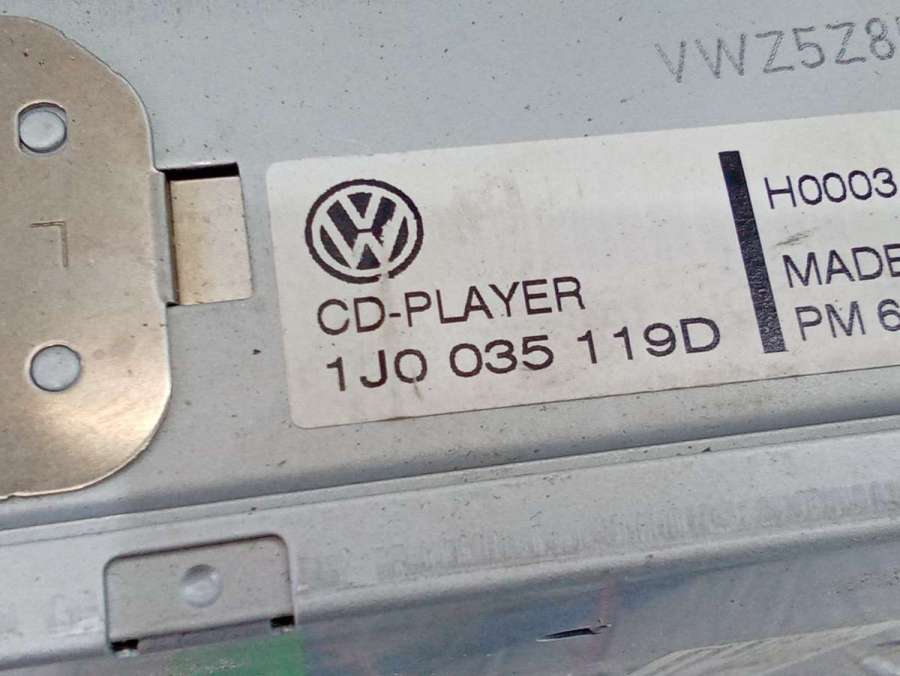 VWZ5Z8
CD-PLAYER
1J0 035 119D
H0003
MADE
PM 6
L